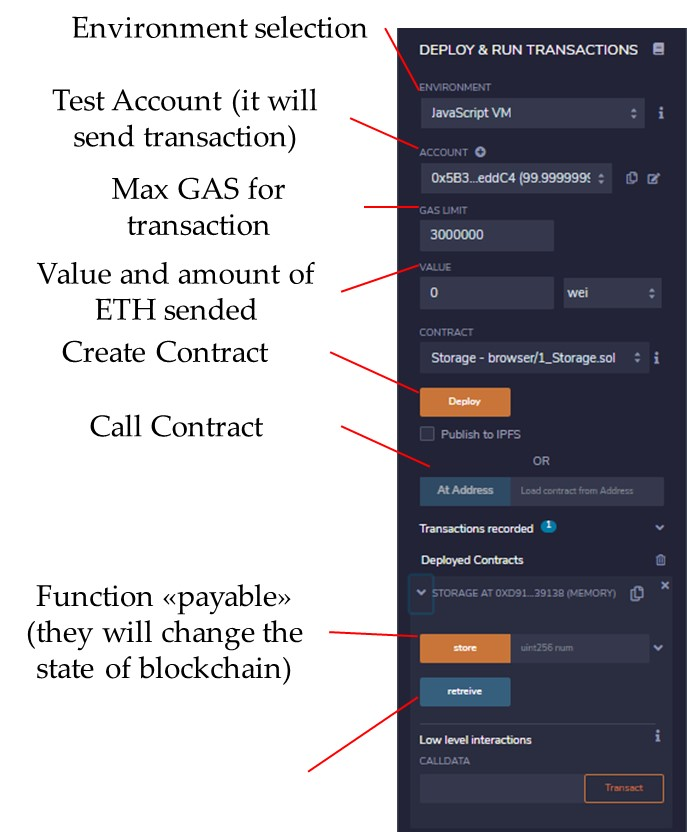 Environment selection
Test Account (it will
send transaction)
Max GAS for
transaction
Value and amount of
ETH sended
Create Contract
Call Contract
Function «payable»
(they will change the
state of blockchain)
DEPLOY & RUN TRANSACTIONS
ENVIRONMENT
JavaScript VM
ACCOUNT
0x5B3...eddC4 (99.9999999
GAS LIMIT
3000000
VALUE
0 wei
CONTRACT
Storage - browser/1_Storage.sol
Deploy
Publish to IPFS
OR
At Address Load contract from Address
Transactions recorded 1
Deployed Contracts
STORAGE AT 0XD91...39138 (MEMORY)
store uint256 num
retreive
Low level interactions
CALLDATA
Transact